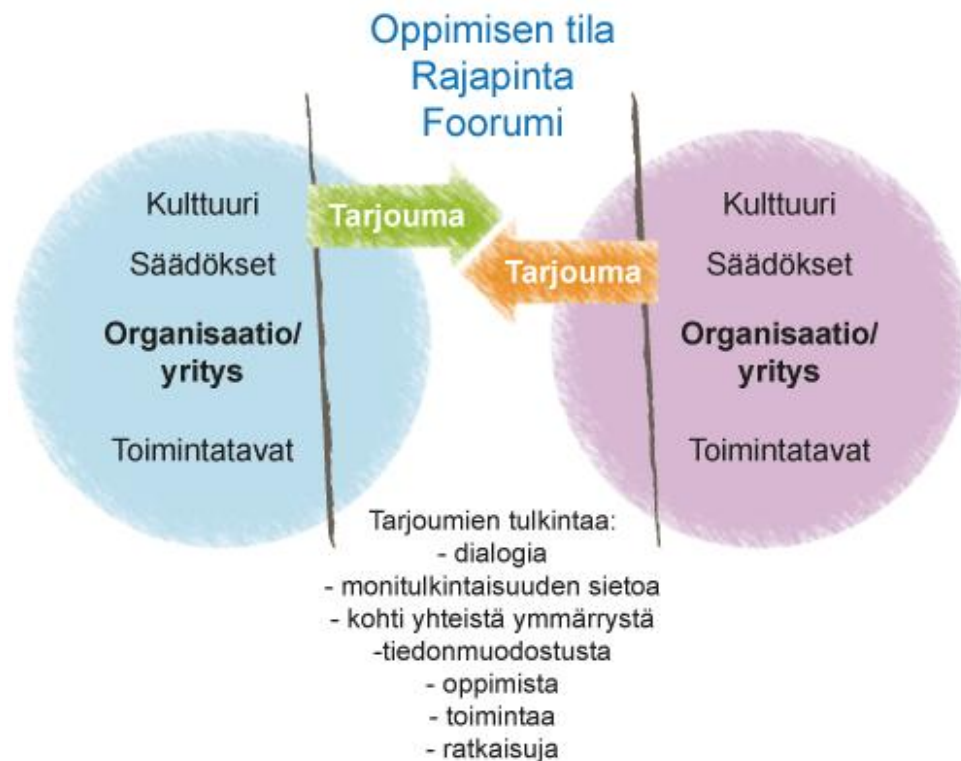 Oppimisen tila
Rajapinta
Foorumi
Kulttuuri
Säädökset
Organisaatio/
yritys
Toimintatavat
Tarjouma
Tarjouma
Kulttuuri
Säädökset
Organisaatio/
yritys
Toimintatavat
Tarjoumien tulkintaa:
- dialogia
- monitulkintaisuuden sietoa
- kohti yhteistä ymmärrystä
-tiedonmuodostusta
- oppimista
- toimintaa
- ratkaisuja